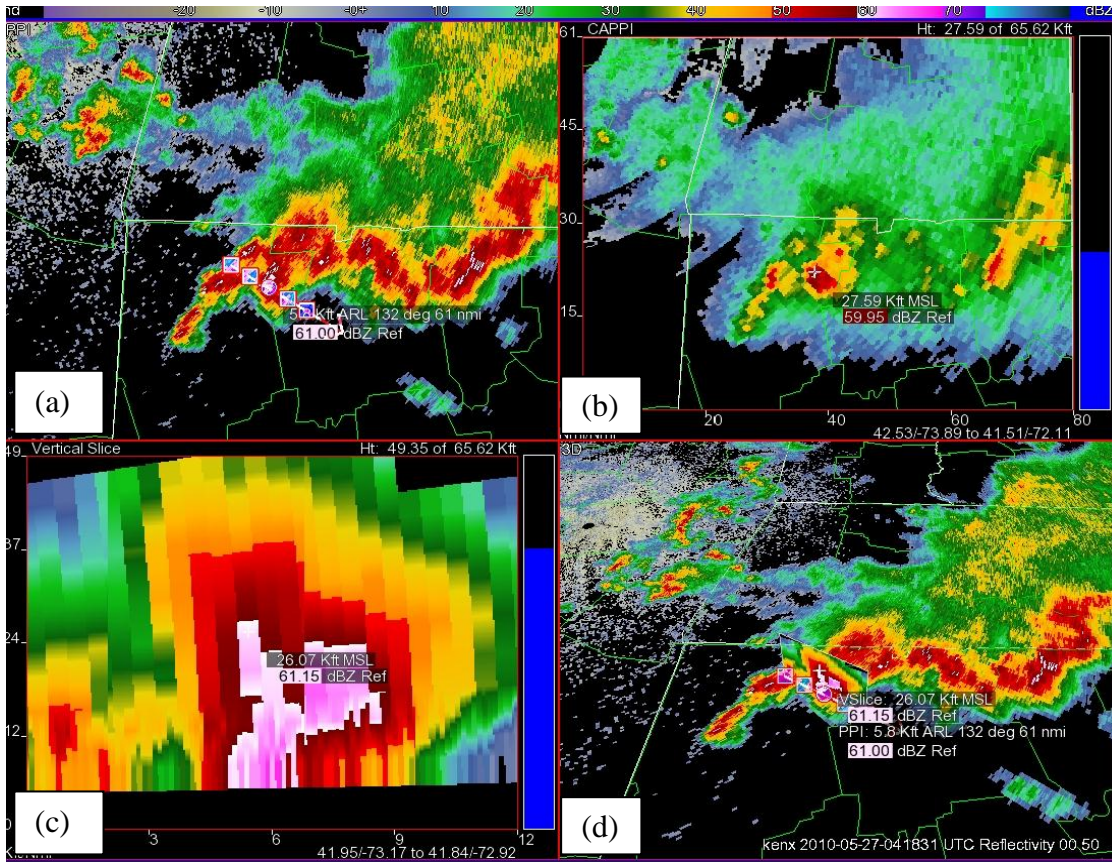 -20 -10 -0+ 10 20 30 40 50 60 70 dBZ
PPI
5.8 Kft ARL 132 deg 61 nmi
61.00 dBZ Ref
(a)
CAPPI Ht: 27.59 of 65.62 Kft
61
45
30
15
27.59 Kft MSL
59.95 dBZ Ref
(b)
20 40 60 80
42.53/-73.89 to 41.51/-72.11
Vertical Slice Ht: 49.35 of 65.62 Kft
49
37
24
12
0
26.07 Kft MSL
61.15 dBZ Ref
(c)
3 6 9 12
41.95/-73.17 to 41.84/-72.92
3D
VSlice: 26.07 Kft MSL
61.15 dBZ Ref
PPI: 5.8 Kft ARL 132 deg 61 nmi
61.00 dBZ Ref
(d)
kenx 2010-05-27-041831 UTC Reflectivity 00.50